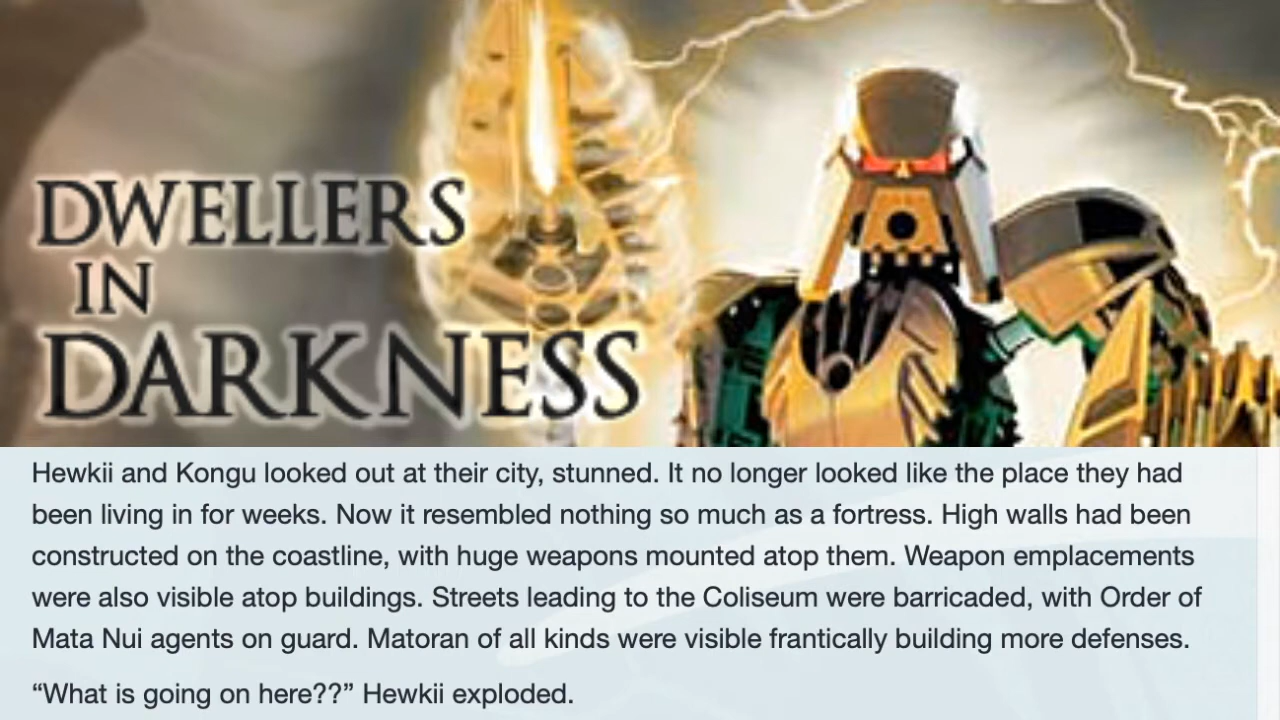 DWELLERS
IN
DARKNESS
Hewkii and Kongu looked out at their city, stunned. It no longer looked like the place they had
been living in for weeks. Now it resembled nothing so much as a fortress. High walls had been
constructed on the coastline, with huge weapons mounted atop them. Weapon emplacements
were also visible atop buildings. Streets leading to the Coliseum were barricaded, with Order of
Mata Nui agents on guard. Matoran of all kinds were visible frantically building more defenses.
“What is going on here??” Hewkii exploded.